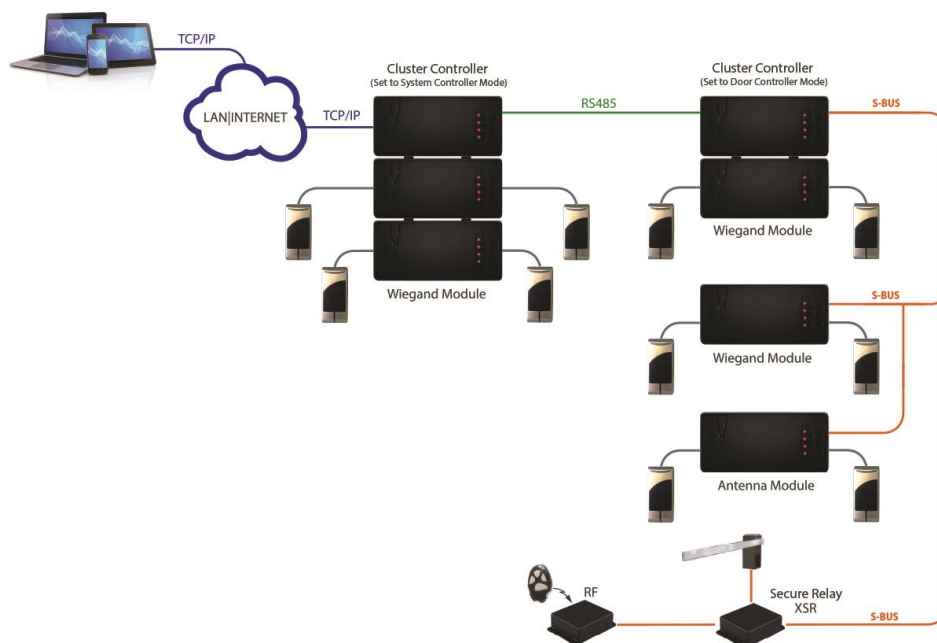 TCP/IP
LAN|INTERNET
TCP/IP
Cluster Controller
(Set to System Controller Mode)
RS485
Cluster Controller
(Set to Door Controller Mode)
S-BUS
Wiegand Module
Wiegand Module
S-BUS
Wiegand Module
Antenna Module
RF
Secure Relay
XSR
S-BUS